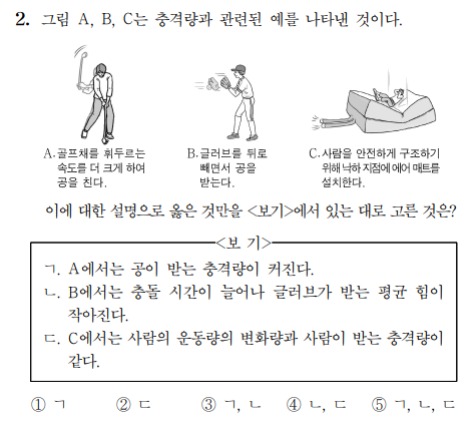 2. 그림 A, B, C는 충격량과 관련된 예를 나타낸 것이다.
A. 골프채를 휘두르는
속도를 더 크게 하여
공을 친다.
B. 글러브를 뒤로
빼면서 공을
받는다.
C. 사람을 안전하게 구조하기
위해 낙하 지점에 에어 매트를
설치한다.
이에 대한 설명으로 옳은 것만을 <보기>에서 있는 대로 고른 것은?
<보 기>
ㄱ. A에서는 공이 받는 충격량이 커진다.
ㄴ. B에서는 충돌 시간이 늘어나 글러브가 받는 평균 힘이
작아진다.
ㄷ. C에서는 사람의 운동량의 변화량과 사람이 받는 충격량이
같다.
① ㄱ ② ㄷ ③ ㄱ, ㄴ ④ ㄴ, ㄷ ⑤ ㄱ, ㄴ, ㄷ